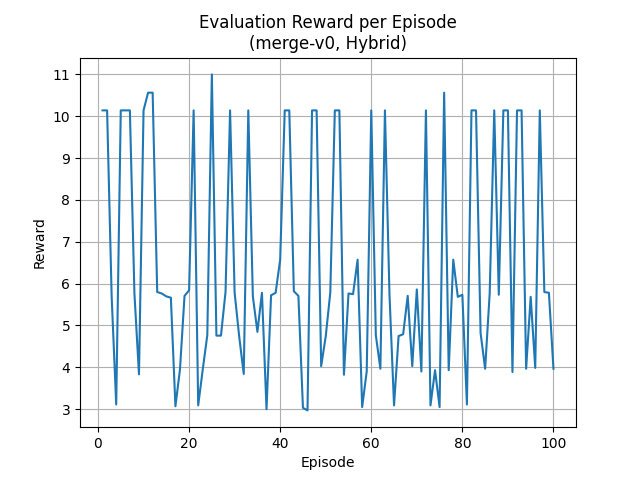 Evaluation Reward per Episode
(merge-v0, Hybrid)
11
10
9
8
7
6
5
4
3
Reward
0 20 40 60 80 100
Episode